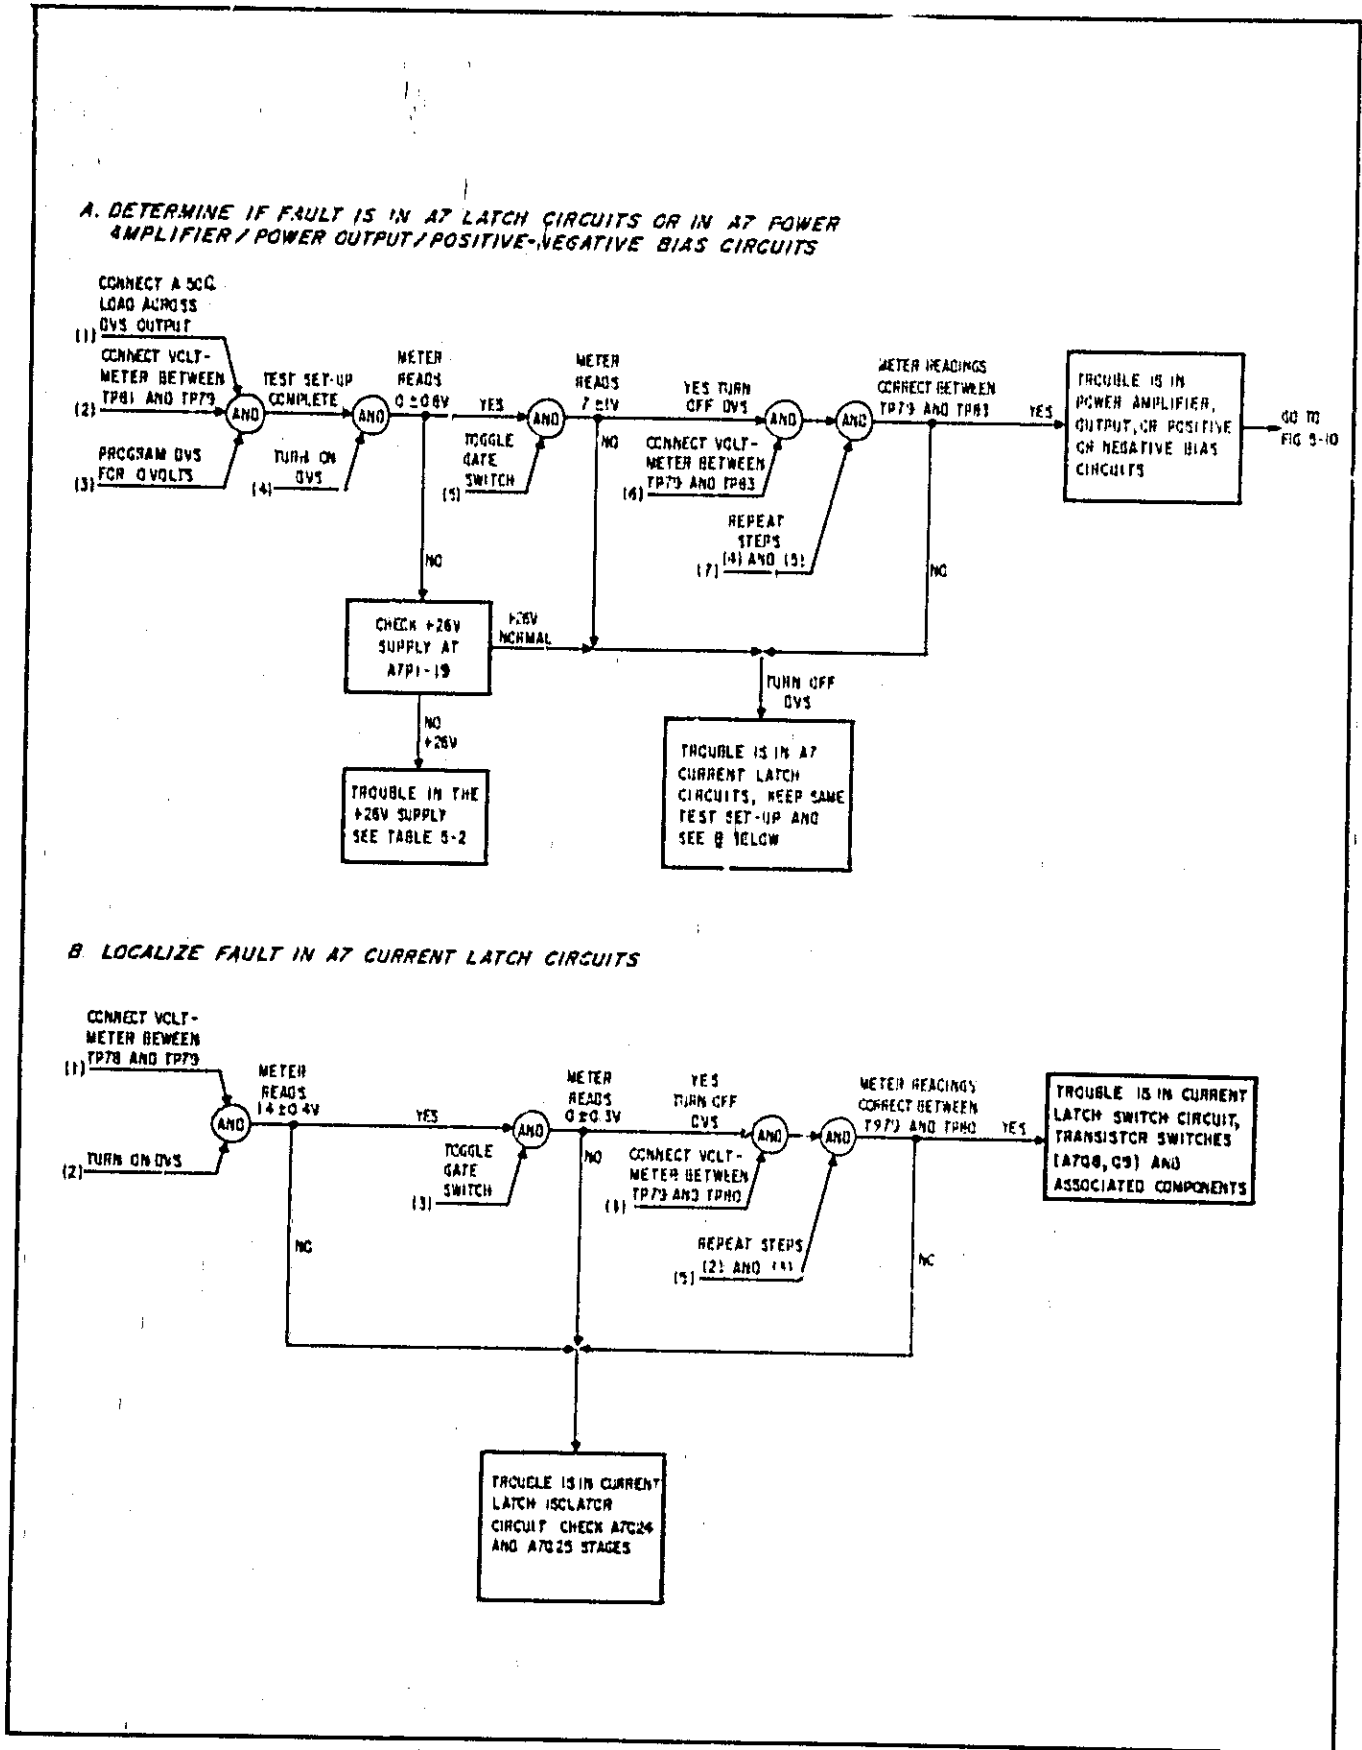 A. DETERMINE IF FAULT IS IN A7 LATCH CIRCUITS OR IN A7 POWER
AMPLIFIER/POWER OUTPUT/POSITIVE-NEGATIVE BIAS CIRCUITS
CONNECT A 50Ω
LOAD ACROSS
(1) DVS OUTPUT
CONNECT VOLT-
METER BETWEEN
(2) TP81 AND TP79
PROGRAM DVS
(3) FOR 0 VOLTS
AND
TEST SET-UP
COMPLETE
TURN ON
(4) DVS
AND
METER
READS
0 ±0.6V
YES
NO
TOGGLE
GATE
(5) SWITCH
AND
METER
READS
7 ±1V
NO
YES TURN
OFF DVS
CONNECT VOLT-
METER BETWEEN
(6) TP79 AND TP83
AND
REPEAT
STEPS
(7) (4) AND (5)
AND
METER READINGS
CORRECT BETWEEN
TP79 AND TP83
YES
NO
TROUBLE IS IN
POWER AMPLIFIER,
OUTPUT, OR POSITIVE
OR NEGATIVE BIAS
CIRCUITS
GO TO
FIG 5-10
CHECK +26V
SUPPLY AT
A7P1-19
+26V
NORMAL
NO
+26V
TROUBLE IN THE
+26V SUPPLY
SEE TABLE 5-2
TURN OFF
DVS
TROUBLE IS IN A7
CURRENT LATCH
CIRCUITS, KEEP SAME
TEST SET-UP AND
SEE B BELOW
B LOCALIZE FAULT IN A7 CURRENT LATCH CIRCUITS
CONNECT VOLT-
METER BEWEEN
(1) TP78 AND TP79
(2) TURN ON DVS
AND
METER
READS
14 ±0.4V
YES
NO
TOGGLE
GATE
(3) SWITCH
AND
METER
READS
0 ±0.3V
NO
YES
TURN OFF
DVS
CONNECT VOLT-
METER BETWEEN
TP79 AND TP80
AND
REPEAT STEPS
(5) (2) AND
AND
METER READINGS
CORRECT BETWEEN
TP79 AND TP80
YES
NO
TROUBLE IS IN CURRENT
LATCH SWITCH CIRCUIT,
TRANSISTOR SWITCHES
(A7Q8, Q9) AND
ASSOCIATED COMPONENTS
TROUBLE IS IN CURRENT
LATCH ISOLATOR
CIRCUIT CHECK A7Q24
AND A7Q25 STAGES